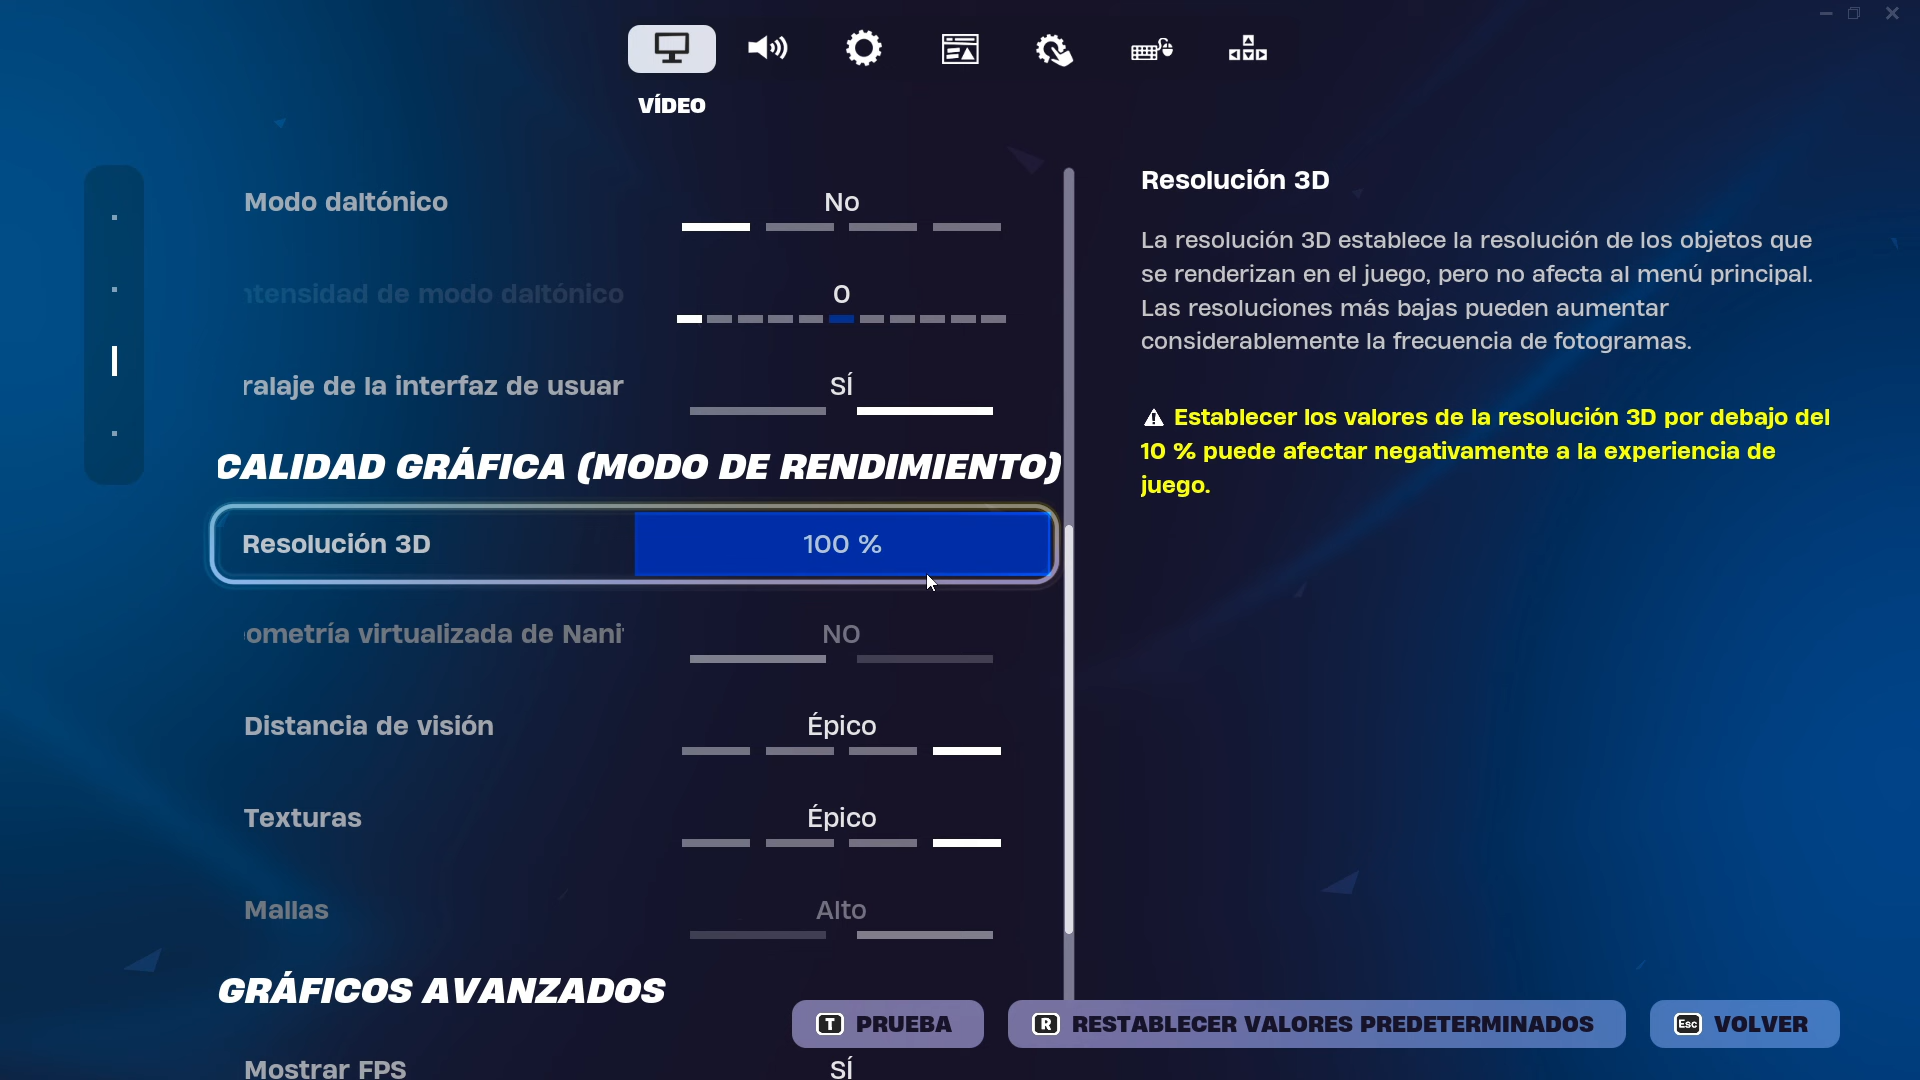 VÍDEO
Modo daltónico
No
ntensidad de modo daltónico
0
ralaje de la interfaz de usuar
SÍ
CALIDAD GRÁFICA (MODO DE RENDIMIENTO)
Resolución 3D
100 %
ometría virtualizada de Nani
NO
Distancia de visión
Épico
Texturas
Épico
Mallas
Alto
GRÁFICOS AVANZADOS
Mostrar FPS
SÍ
Resolución 3D
La resolución 3D establece la resolución de los objetos que
se renderizan en el juego, pero no afecta al menú principal.
Las resoluciones más bajas pueden aumentar
considerablemente la frecuencia de fotogramas.
Establecer los valores de la resolución 3D por debajo del
10 % puede afectar negativamente a la experiencia de
juego.
T PRUEBA
R RESTABLECER VALORES PREDETERMINADOS
Esc VOLVER